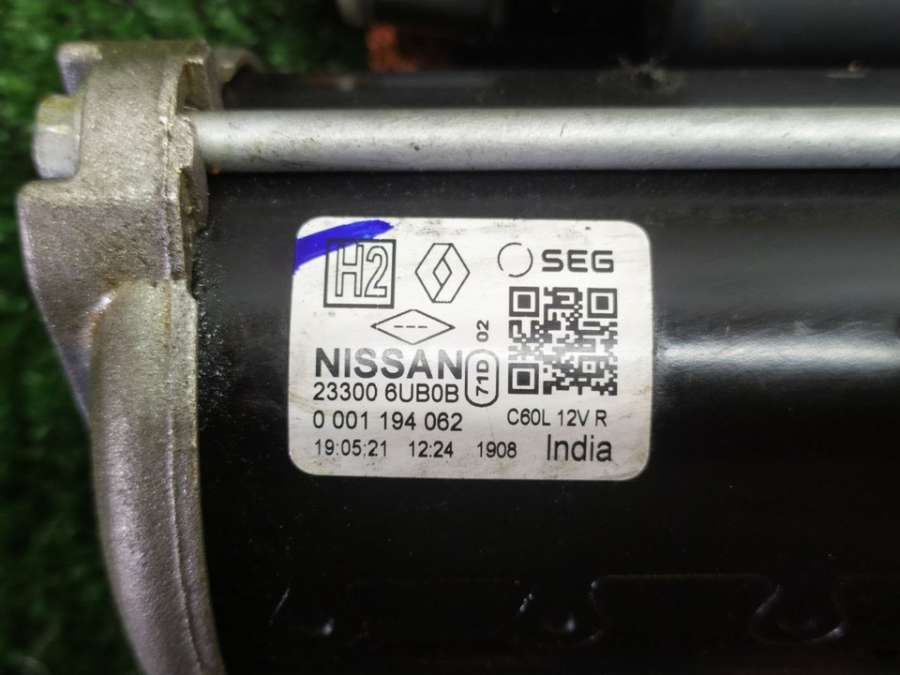 H2
SEG
02
NISSAN
71D
23300 6UB0B
0 001 194 062
C60L 12V R
19:05:21 12:24 1908 India